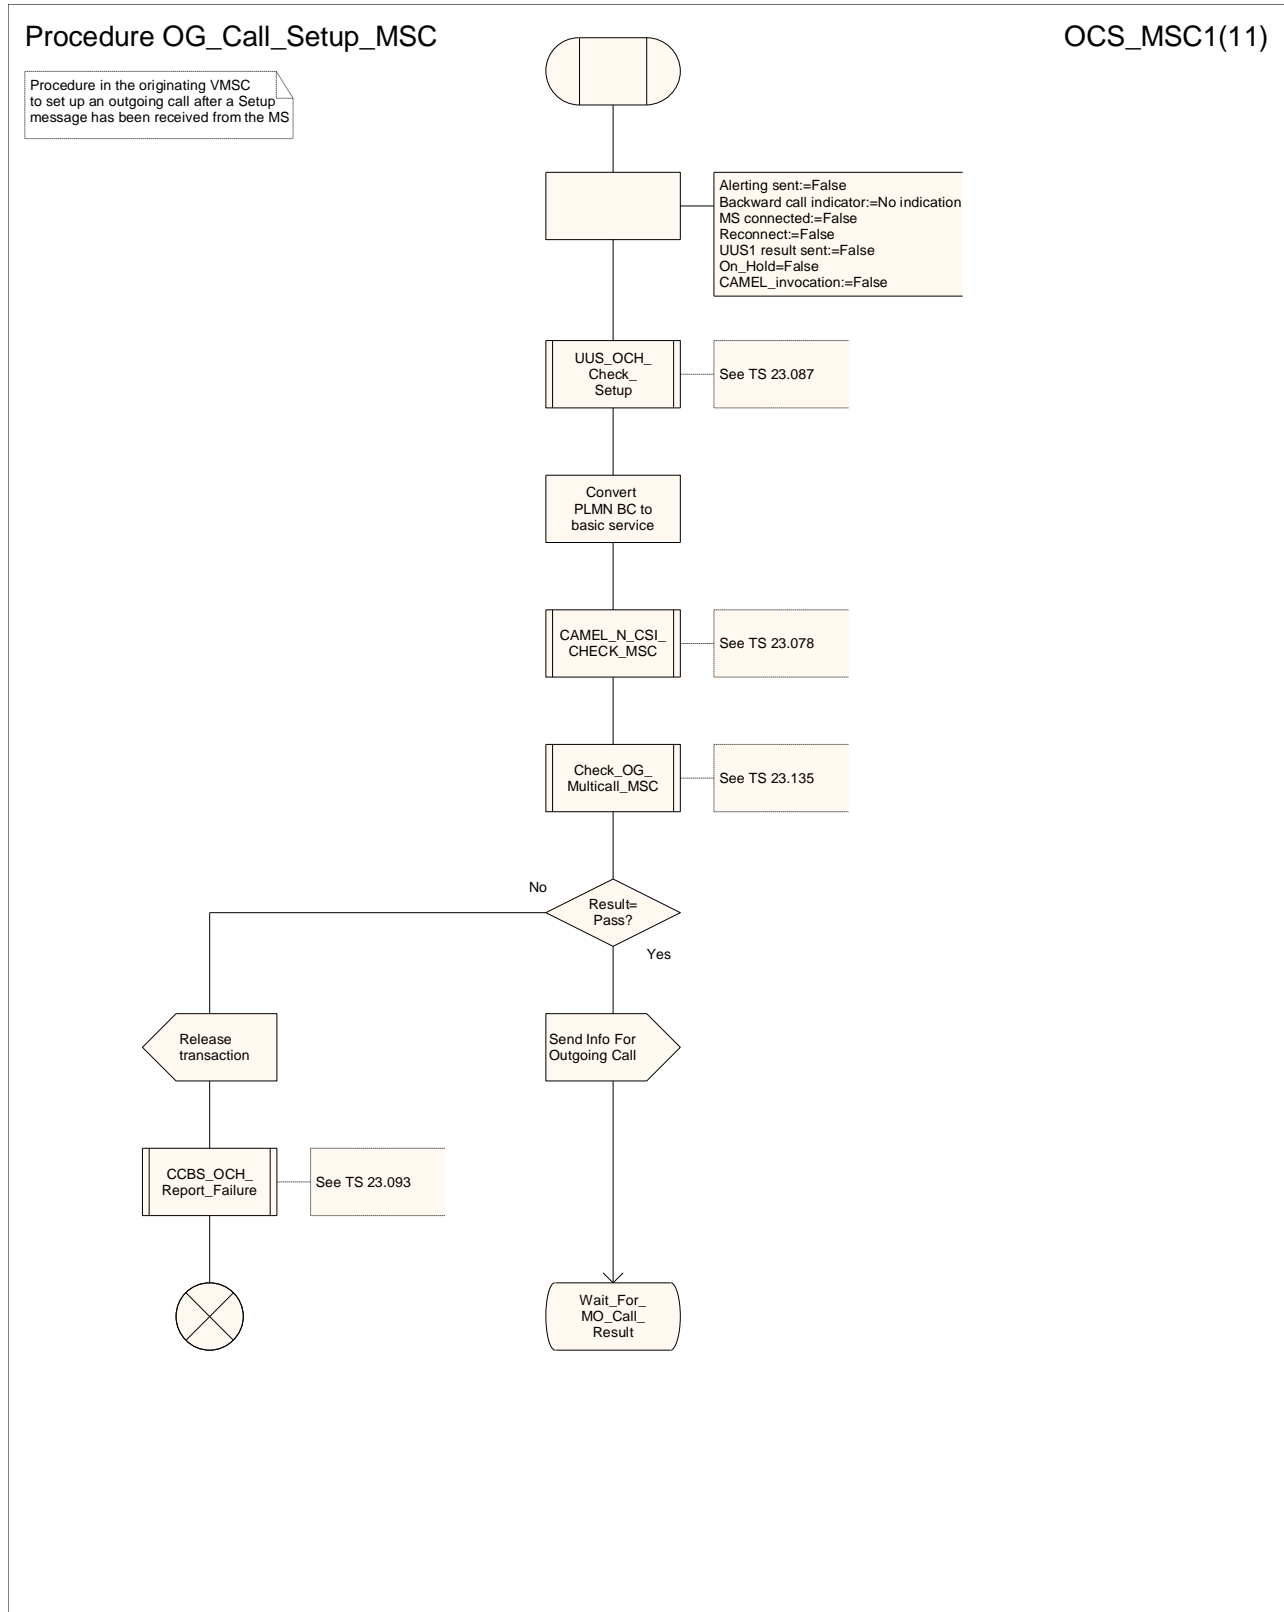 Procedure OG_Call_Setup_MSC
OCS_MSC1(11)
Procedure in the originating VMSC
to set up an outgoing call after a Setup
message has been received from the MS
Alerting sent:=False
Backward call indicator:=No indication
MS connected:=False
Reconnect:=False
UUS1 result sent:=False
On_Hold=False
CAMEL_invocation:=False
UUS_OCH_
Check_
Setup
See TS 23.087
Convert
PLMN BC to
basic service
CAMEL_N_CSI_
CHECK_MSC
See TS 23.078
Check_OG_
Multicall_MSC
See TS 23.135
No
Result=
Pass?
Yes
Release
transaction
Send Info For
Outgoing Call
CCBS_OCH_
Report_Failure
See TS 23.093
Wait_For_
MO_Call_
Result